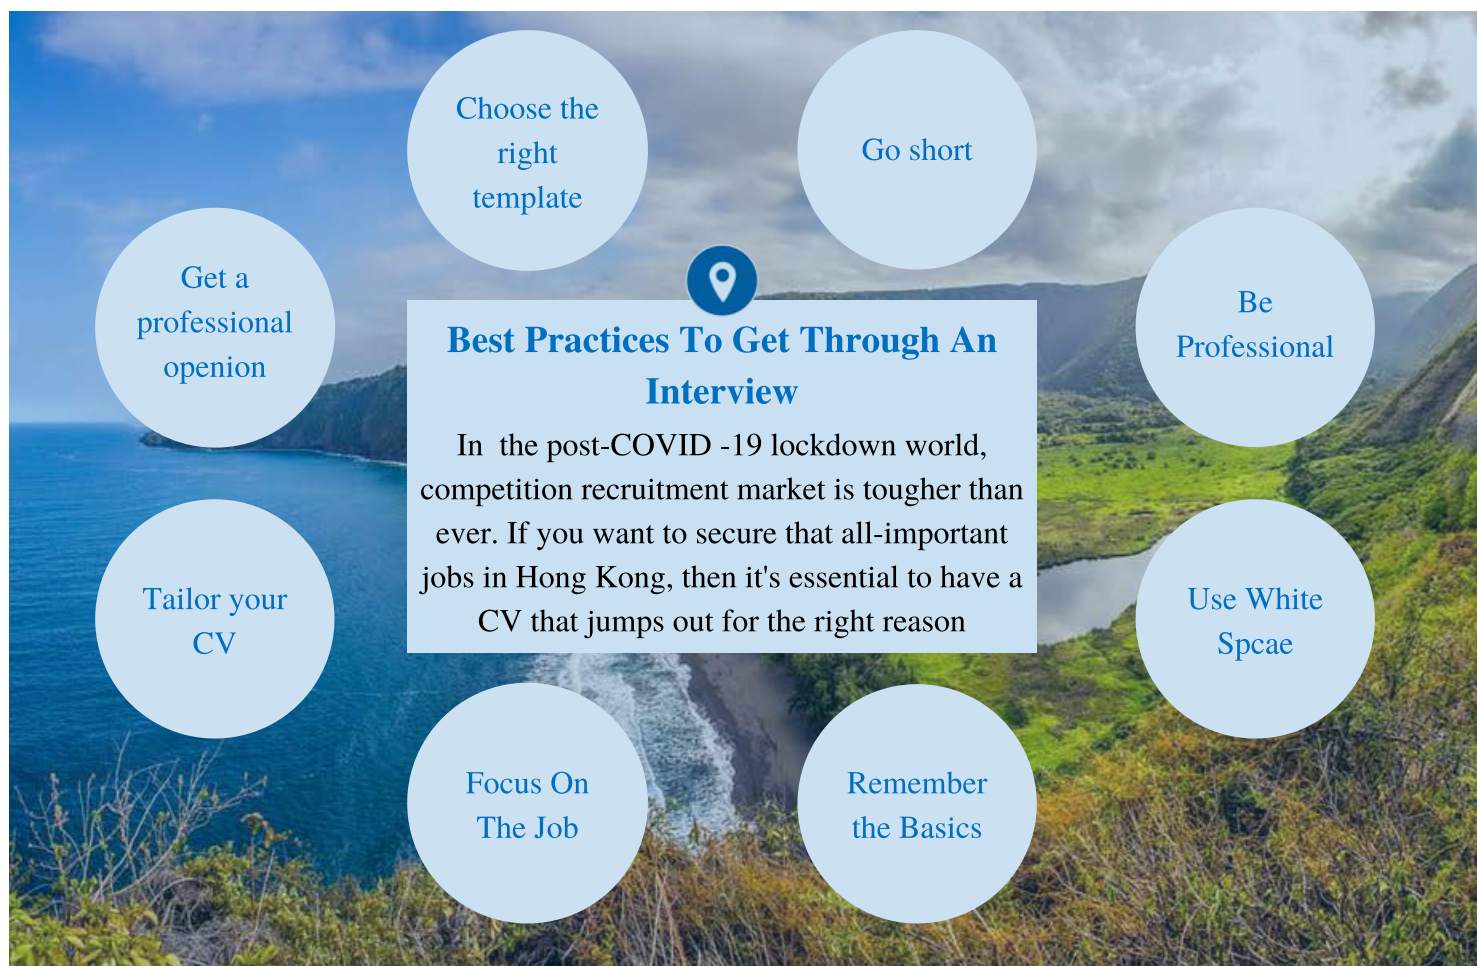 Choose the
right
template
Go short
Get a
professional
openion
Be
Professional
Best Practices To Get Through An
Interview
In  the post-COVID -19 lockdown world,
competition recruitment market is tougher than
ever. If you want to secure that all-important
jobs in Hong Kong, then it's essential to have a
CV that jumps out for the right reason
Tailor your
CV
Use White
Spcae
Focus On
The Job
Remember
the Basics